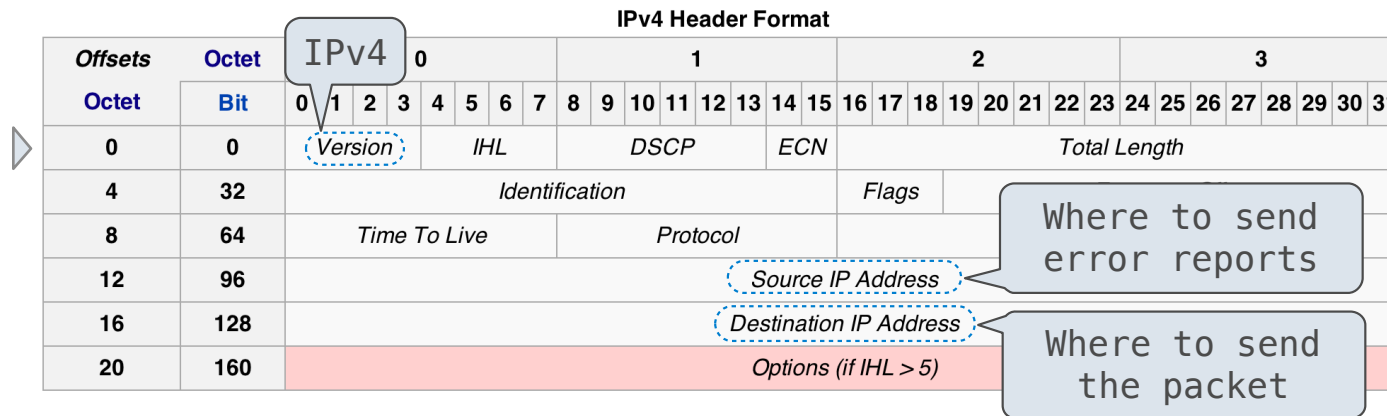 IPv4 Header Format
Offsets Octet 0 1 2 3
IPv4
Octet Bit 0 1 2 3 4 5 6 7 8 9 10 11 12 13 14 15 16 17 18 19 20 21 22 23 24 25 26 27 28 29 30
0 0 Version IHL DSCP ECN Total Length
4 32 Identification Flags
8 64 Time To Live Protocol
Where to send
error reports
12 96 Source IP Address
16 128 Destination IP Address
Where to send
the packet
20 160 Options (if IHL > 5)